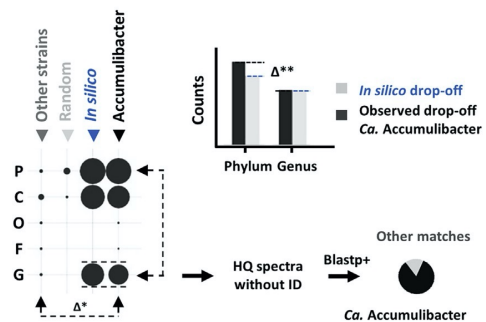 Other strains
Random
In silico
Accumulibacter
P
C
O
F
G
Δ*
Counts
Δ**
Phylum Genus
In silico drop-off
Observed drop-off
Ca. Accumulibacter
HQ spectra
without ID
Blastp+
Other matches
Ca. Accumulibacter